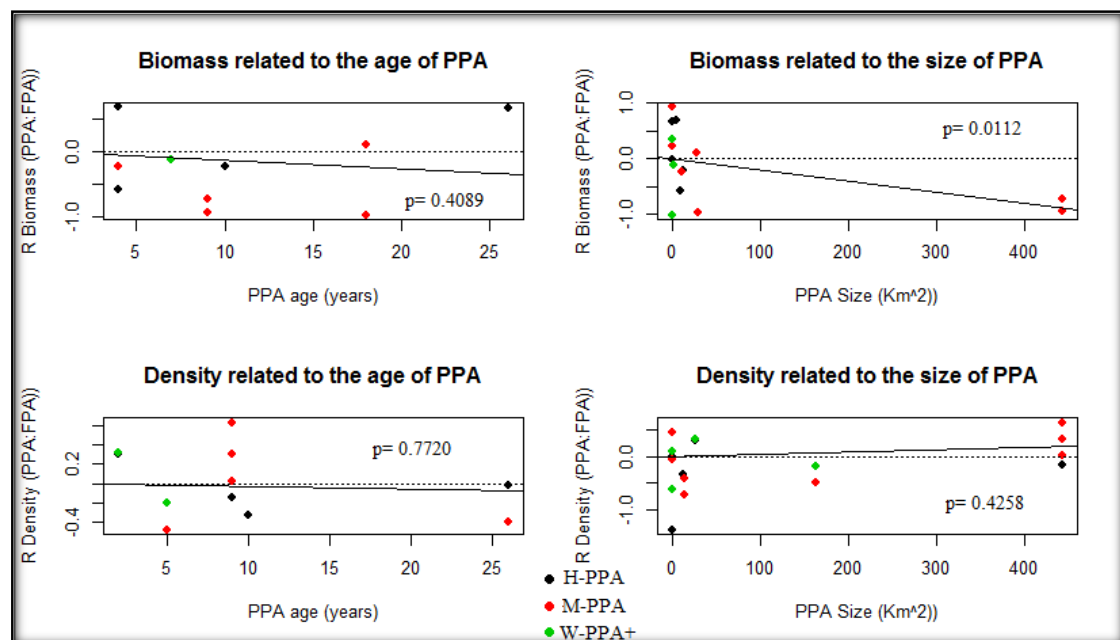 Biomass related to the age of PPA
R Biomass (PPA:FPA))
0.0
-1.0
p= 0.4089
5 10 15 20 25
PPA age (years)
Biomass related to the size of PPA
R Biomass (PPA:FPA))
1.0
0.0
-1.0
p= 0.0112
0 100 200 300 400
PPA Size (Km^2))
Density related to the age of PPA
R Density (PPA:FPA))
0.2
-0.4
p= 0.7720
5 10 15 20 25
PPA age (years)
Density related to the size of PPA
R Density (PPA:FPA))
0.0
-1.0
p= 0.4258
0 100 200 300 400
PPA Size (Km^2))
H-PPA
M-PPA
W-PPA+